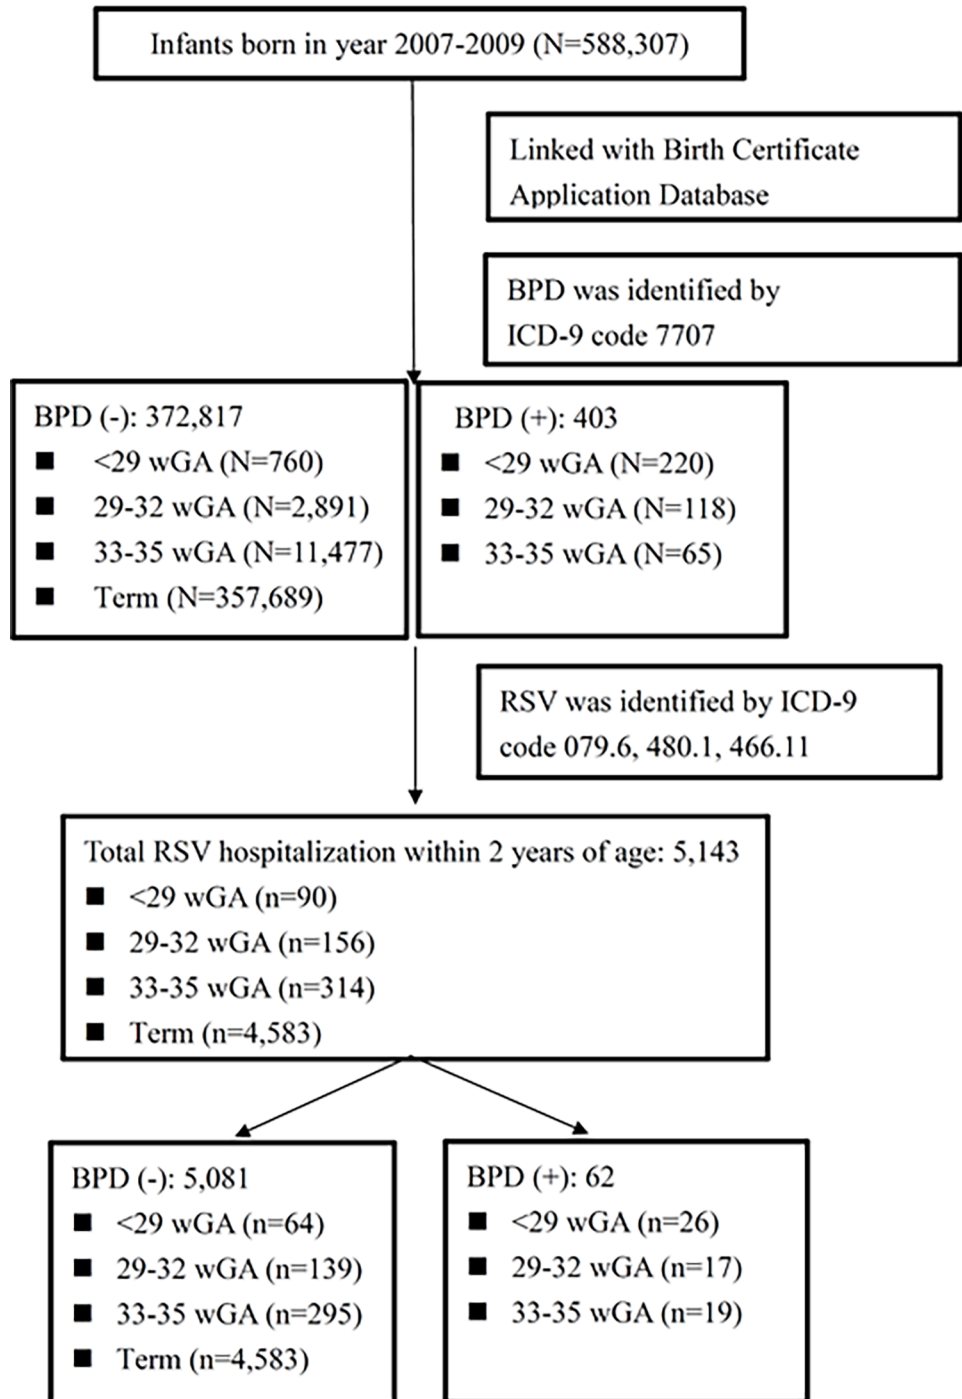 Infants born in year 2007-2009 (N=588,307)
Linked with Birth Certificate
Application Database
BPD was identified by
ICD-9 code 7707
BPD (-): 372,817
■ <29 wGA (N=760)
■ 29-32 wGA (N=2,891)
■ 33-35 wGA (N=11,477)
■ Term (N=357,689)
BPD (+): 403
■ <29 wGA (N=220)
■ 29-32 wGA (N=118)
■ 33-35 wGA (N=65)
RSV was identified by ICD-9
code 079.6, 480.1, 466.11
Total RSV hospitalization within 2 years of age: 5,143
■ <29 wGA (n=90)
■ 29-32 wGA (n=156)
■ 33-35 wGA (n=314)
■ Term (n=4,583)
BPD (-): 5,081
■ <29 wGA (n=64)
■ 29-32 wGA (n=139)
■ 33-35 wGA (n=295)
■ Term (n=4,583)
BPD (+): 62
■ <29 wGA (n=26)
■ 29-32 wGA (n=17)
■ 33-35 wGA (n=19)